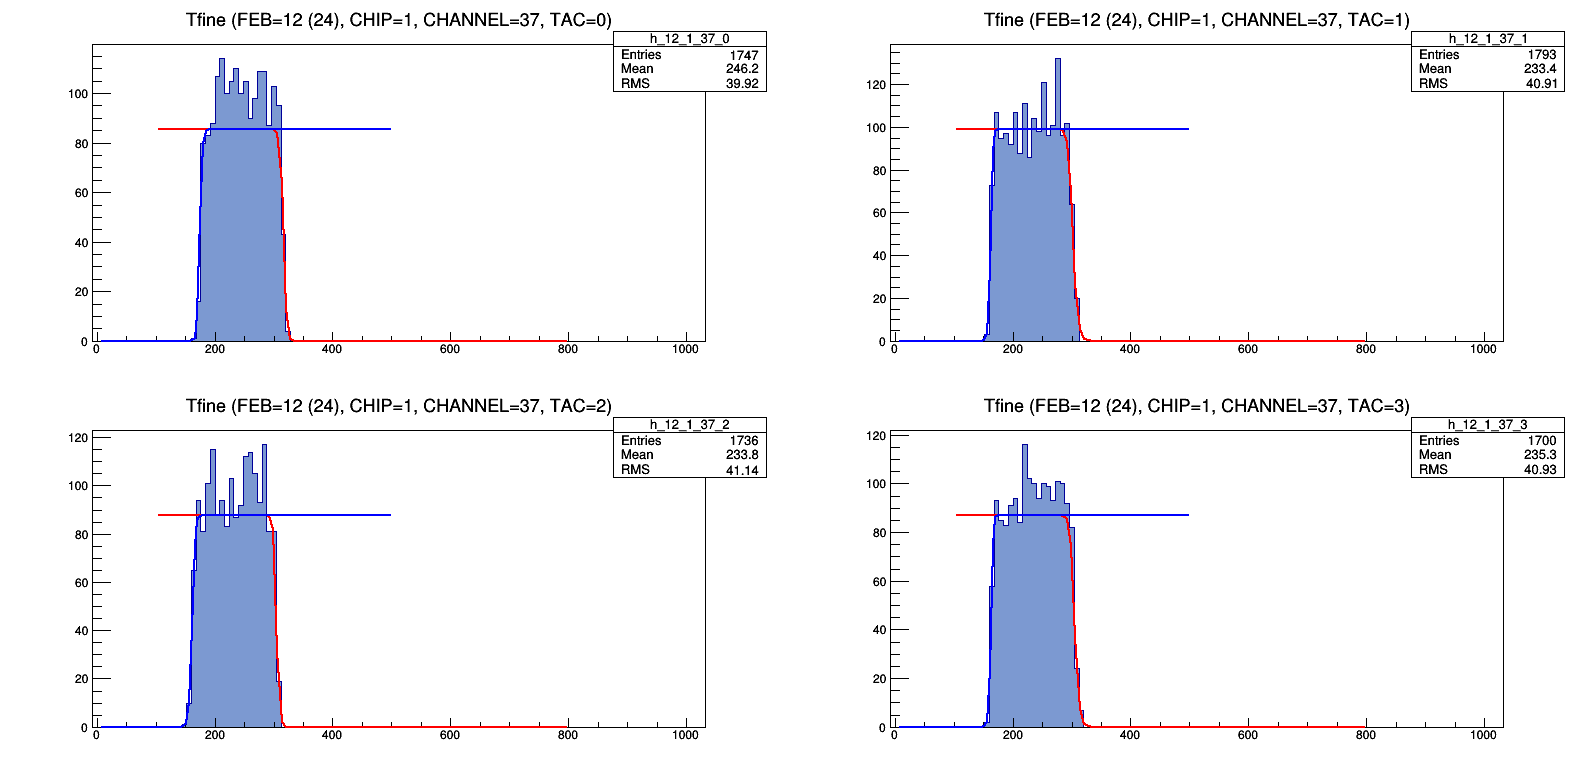 Tfine (FEB=12 (24), CHIP=1, CHANNEL=37, TAC=0)
h_12_1_37_0
Entries 1747
Mean 246.2
RMS 39.92
100
80
60
40
20
0
0 200 400 600 800 1000
Tfine (FEB=12 (24), CHIP=1, CHANNEL=37, TAC=1)
h_12_1_37_1
Entries 1793
Mean 233.4
RMS 40.91
120
100
80
60
40
20
0
0 200 400 600 800 1000
Tfine (FEB=12 (24), CHIP=1, CHANNEL=37, TAC=2)
h_12_1_37_2
Entries 1736
Mean 233.8
RMS 41.14
120
100
80
60
40
20
0
0 200 400 600 800 1000
Tfine (FEB=12 (24), CHIP=1, CHANNEL=37, TAC=3)
h_12_1_37_3
Entries 1700
Mean 235.3
RMS 40.93
120
100
80
60
40
20
0
0 200 400 600 800 1000